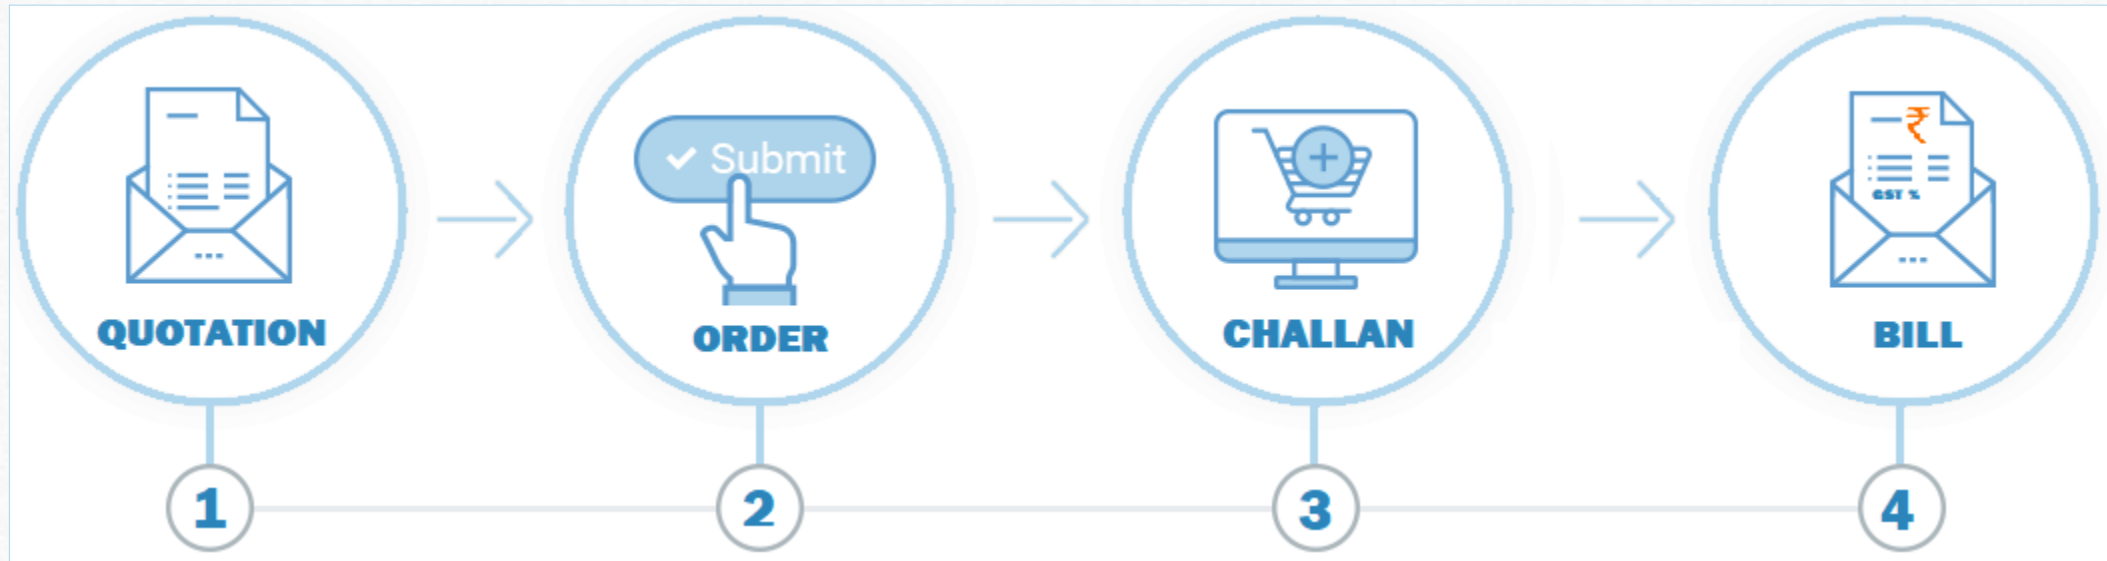 ✓ Submit
₹
GST %
QUOTATION
ORDER
CHALLAN
BILL
1
2
3
4